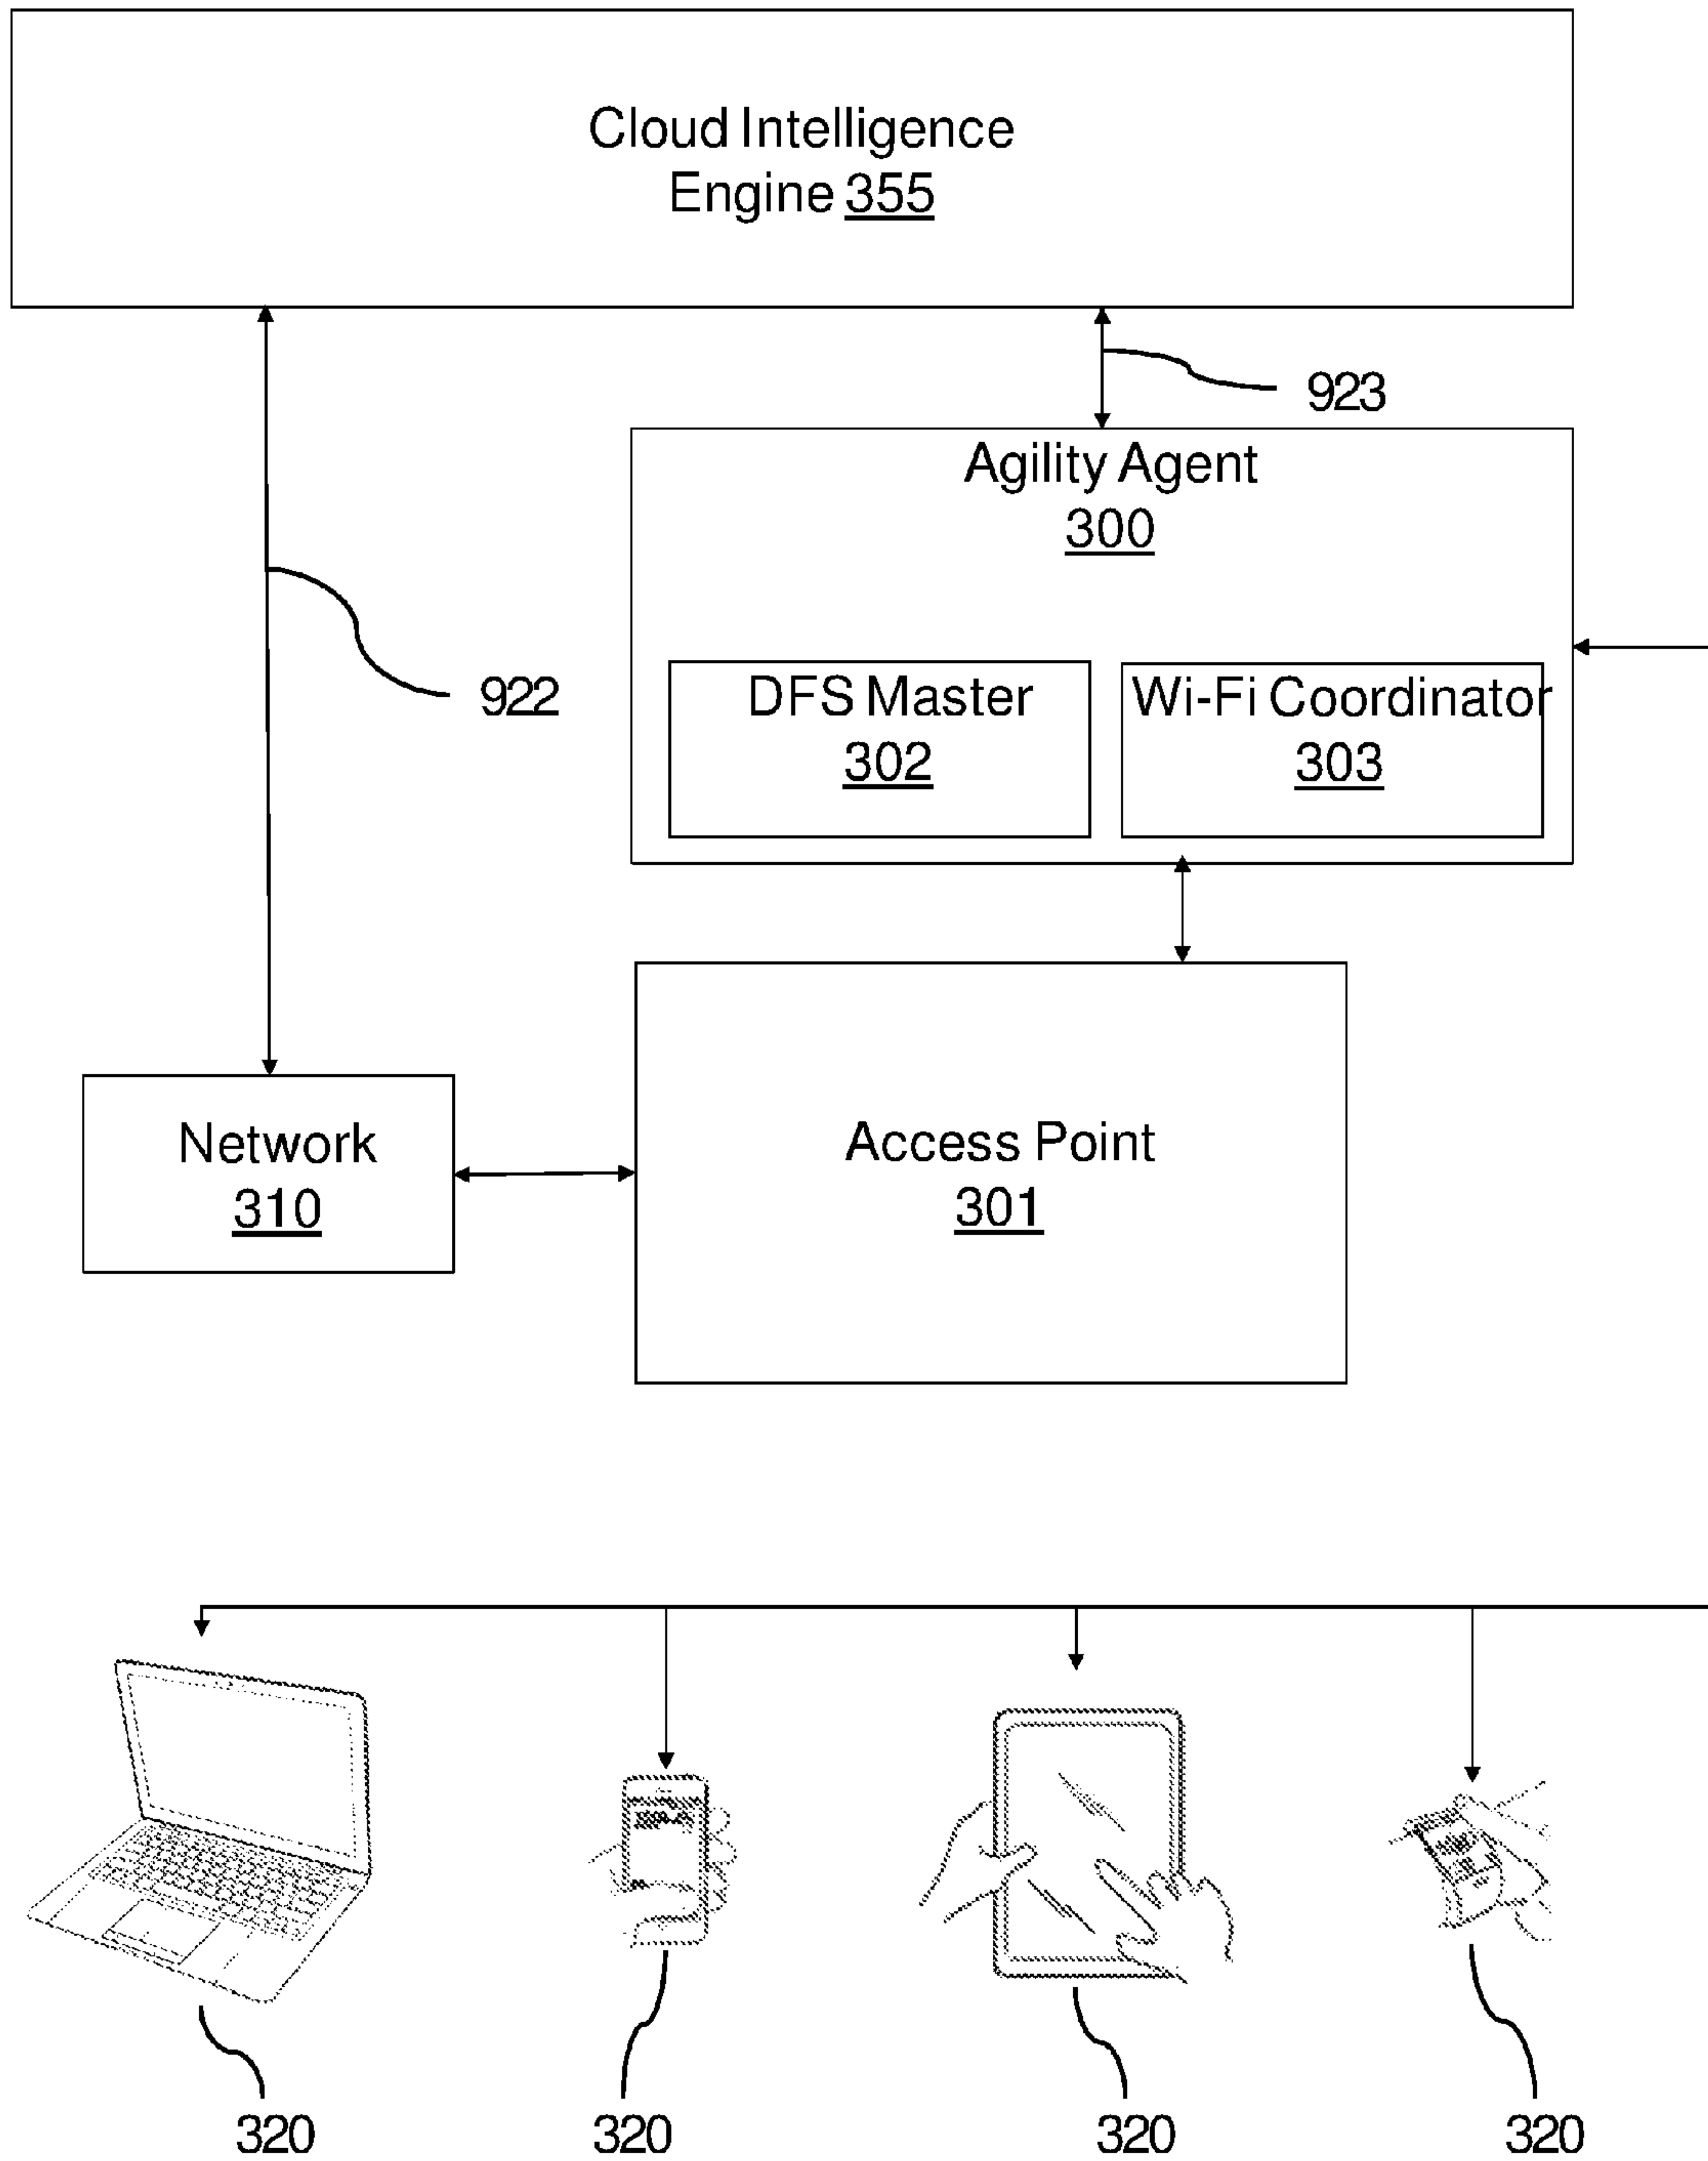 Cloud Intelligence
Engine 355
923
Agility Agent
300
922
DFS Master
302
Wi-Fi Coordinator
303
Network
310
Access Point
301
320
320
320
320